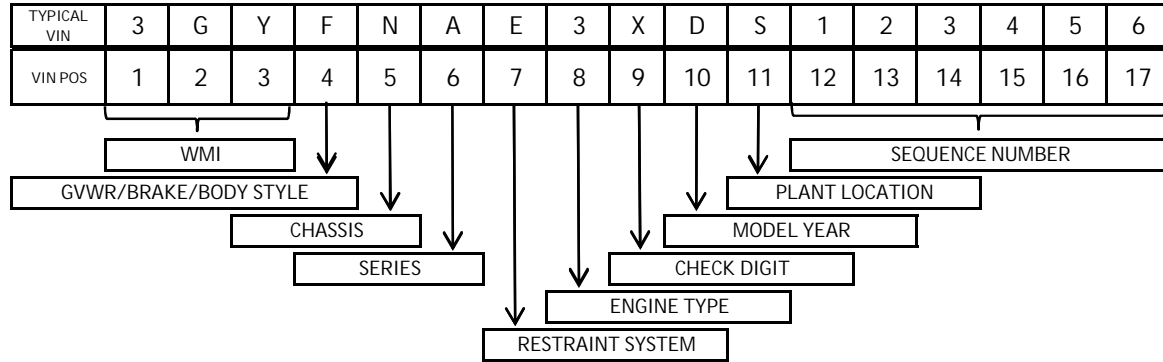 TYPICAL VIN 3 G Y F N A E 3 X D S 1 2 3 4 5 6
VIN POS 1 2 3 4 5 6 7 8 9 10 11 12 13 14 15 16 17
WMI SEQUENCE NUMBER
GVWR/BRAKE/BODY STYLE PLANT LOCATION
CHASSIS MODEL YEAR
SERIES CHECK DIGIT
ENGINE TYPE
RESTRAINT SYSTEM